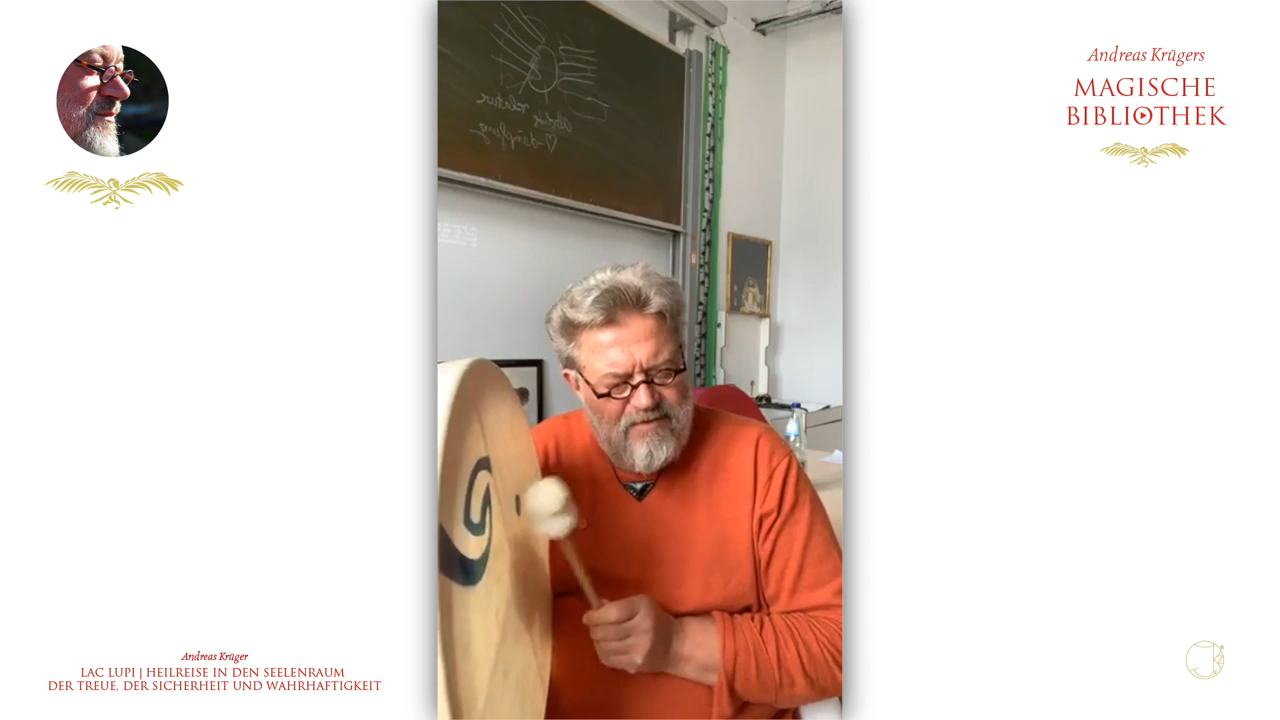 Andreas Krügers
MAGISCHE
BIBLIOTHEK
Andreas Krüger
LAC LUPI | HEILREISE IN DEN SEELENRAUM
DER TREUE, DER SICHERHEIT UND WAHRHAFTIGKEIT